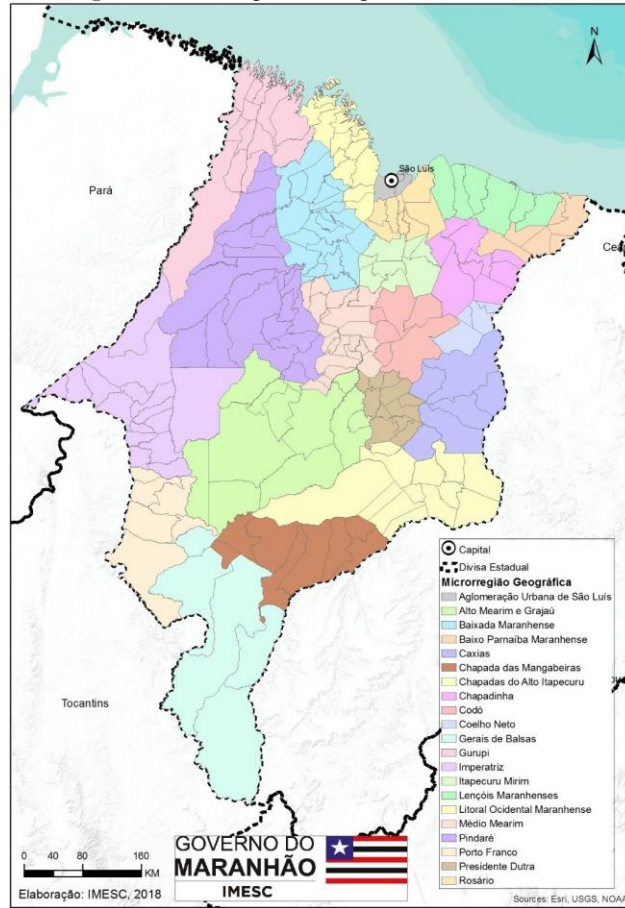 N
São Luís
Pará
Tocantins
Capital
Divisa Estadual
Microrregião Geográfica
Aglomeração Urbana de São Luís
Alto Mearim e Grajaú
Baixada Maranhense
Baixo Parnaíba Maranhense
Caxias
Chapada das Mangabeiras
Chapadas do Alto Itapecuru
Chapadinha
Codó
Coelho Neto
Gerais de Balsas
Gurupi
Imperatriz
Itapecuru Mirim
Lençóis Maranhenses
Litoral Ocidental Maranhense
Médio Mearim
Pindaré
Porto Franco
Presidente Dutra
Rosário
GOVERNO DO
MARANHÃO
IMESC
0 40 80 160
KM
Elaboração: IMESC, 2018
Sources: Esri, USGS, NOAA